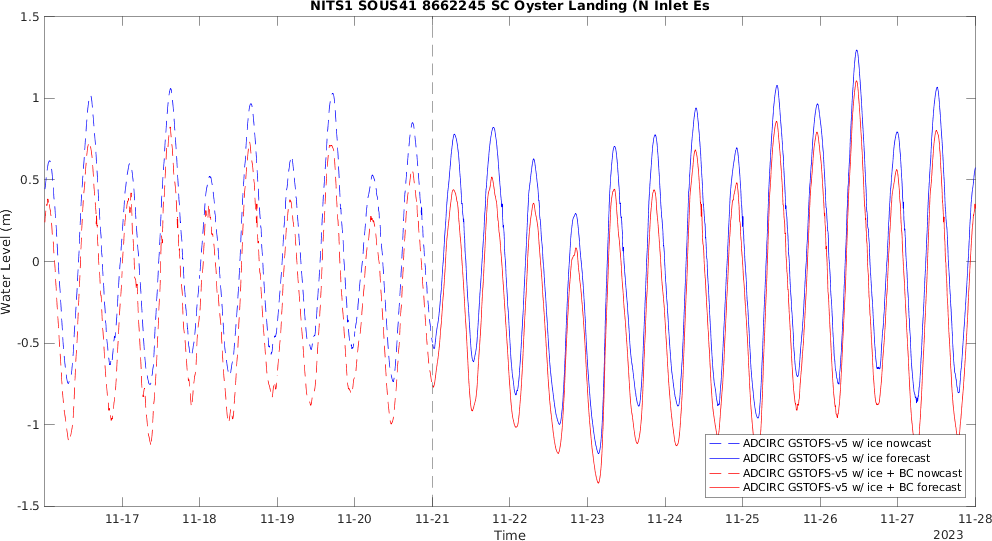 NITS1 SOUS41 8662245 SC Oyster Landing (N Inlet Es
1.5
1
0.5
0
-0.5
-1
-1.5
Water Level (m)
ADCIRC GSTOFS-v5 w/ ice nowcast
ADCIRC GSTOFS-v5 w/ ice forecast
ADCIRC GSTOFS-v5 w/ ice + BC nowcast
ADCIRC GSTOFS-v5 w/ ice + BC forecast
11-17 11-18 11-19 11-20 11-21 11-22 11-23 11-24 11-25 11-26 11-27 11-28
Time
2023